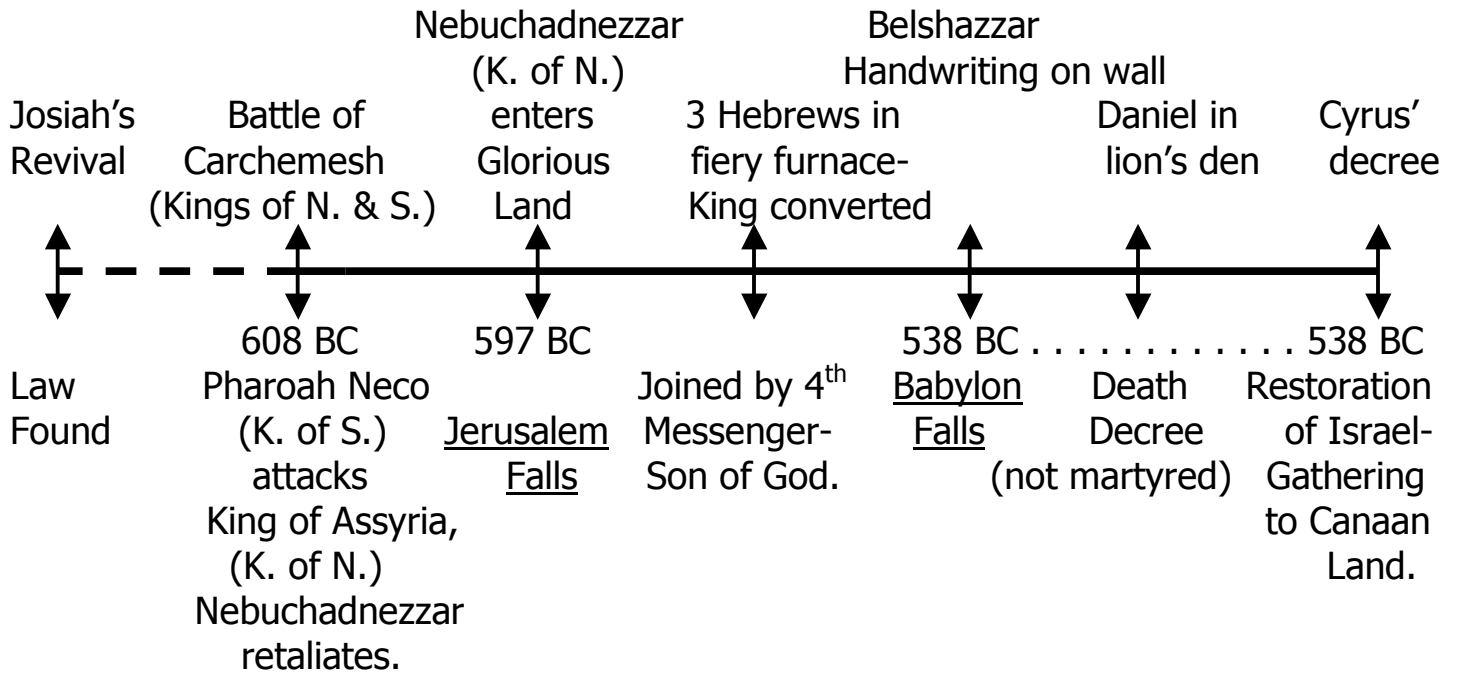 Nebuchadnezzar
(K. of N.)
enters
Glorious
Land
Belshazzar
Handwriting on wall
Josiah’s
Revival
Battle of
Carchemesh
(Kings of N. & S.)
3 Hebrews in
fiery furnace-
King converted
Daniel in
lion’s den
Cyrus’
decree
Law
Found
608 BC
Pharoah Neco
(K. of S.)
attacks
King of Assyria,
(K. of N.)
Nebuchadnezzar
retaliates.
597 BC
Jerusalem
Falls
Joined by 4th
Messenger-
Son of God.
538 BC . . . . . . . . . . . . 538 BC
Babylon
Falls
Death
Decree
(not martyred)
Restoration
of Israel-
Gathering
to Canaan
Land.